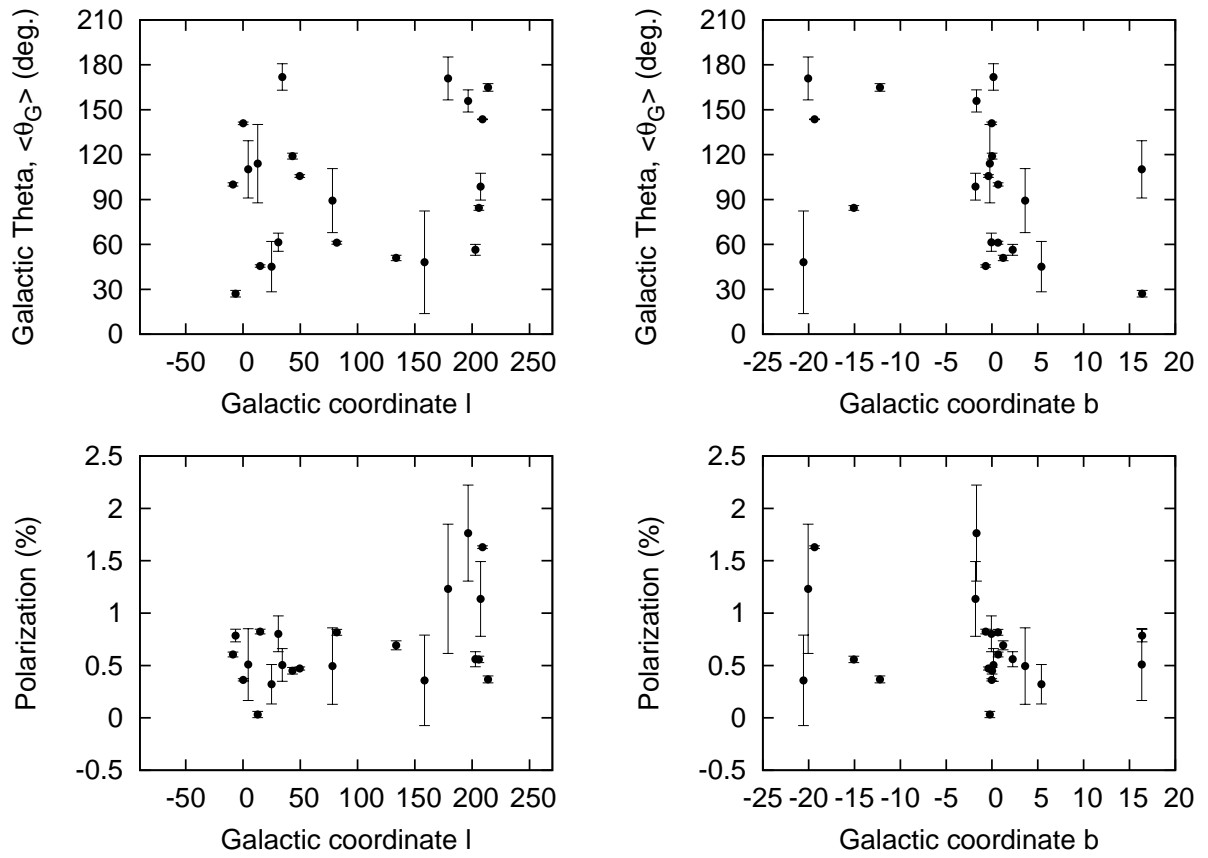 210
180
150
120
90
60
30
0
Galactic Theta, <θG> (deg.)
-50 0 50 100 150 200 250
Galactic coordinate l
210
180
150
120
90
60
30
0
Galactic Theta, <θG> (deg.)
-25 -20 -15 -10 -5 0 5 10 15 20
Galactic coordinate b
2.5
2
1.5
1
0.5
0
-0.5
Polarization (%)
-50 0 50 100 150 200 250
Galactic coordinate l
2.5
2
1.5
1
0.5
0
-0.5
Polarization (%)
-25 -20 -15 -10 -5 0 5 10 15 20
Galactic coordinate b